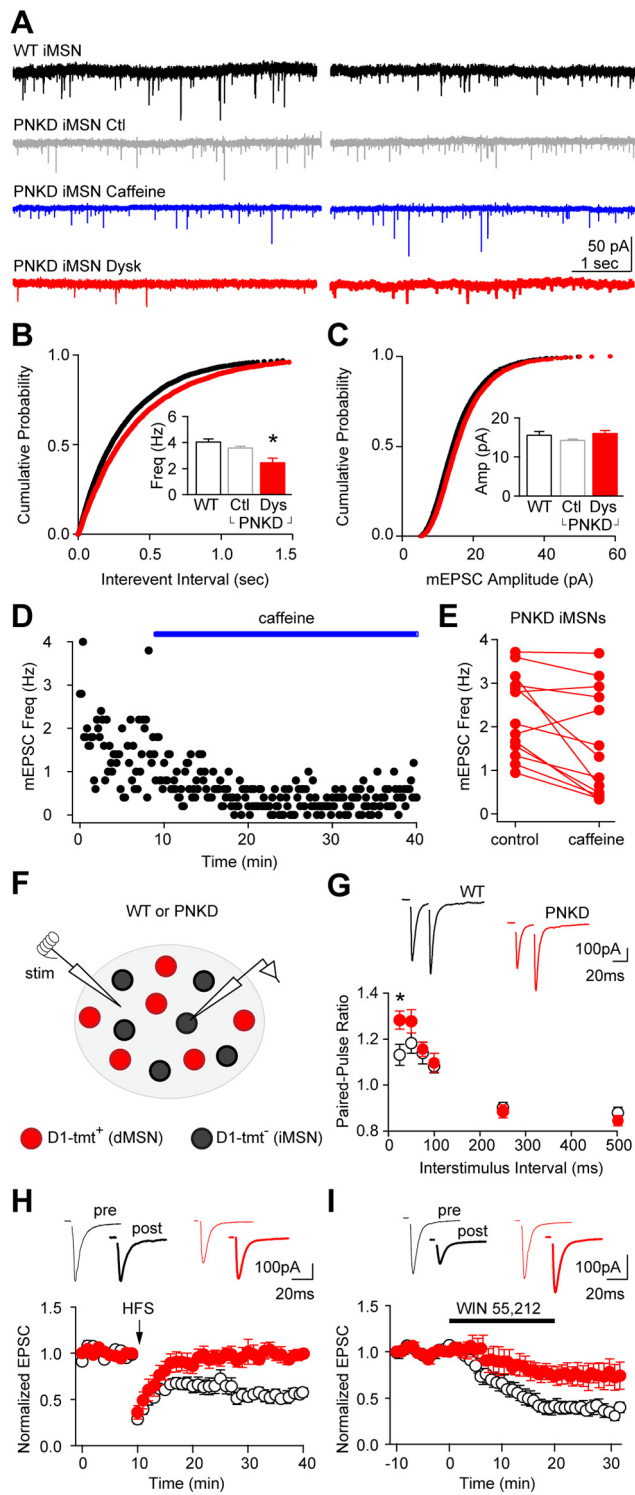 A
WT iMSN
PNKD iMSN Ctl
PNKD iMSN Caffeine
50 pA
1 sec
PNKD iMSN Dysk
B
C
Cumulative Probability
1.0
0.5
0.0
0.0 0.5 1.0 1.5
Interevent Interval (sec)
Freq (Hz)
6
4
2
0
*
WT Ctl Dys
PNKD
Cumulative Probability
1.0
0.5
0.0
0 20 40 60
mEPSC Amplitude (pA)
Amp (pA)
20
10
0
WT Ctl Dys
PNKD
D
caffeine
mEPSC Freq (Hz)
4
3
2
1
0
0 10 20 30 40
Time (min)
E
PNKD iMSNs
mEPSC Freq (Hz)
4
3
2
1
0
control caffeine
F
WT or PNKD
stim
D1-tmt+ (dMSN) D1-tmt- (iMSN)
G
WT
PNKD
100pA
20ms
Paired-Pulse Ratio
1.4
1.2
1.0
0.8
*
0 100 200 300 400 500
Interstimulus Interval (ms)
H
pre
post
100pA
20ms
HFS
Normalized EPSC
1.5
1.0
0.5
0.0
0 10 20 30 40
Time (min)
I
pre
post
100pA
20ms
WIN 55,212
Normalized EPSC
1.5
1.0
0.5
0.0
-10 0 10 20 30
Time (min)